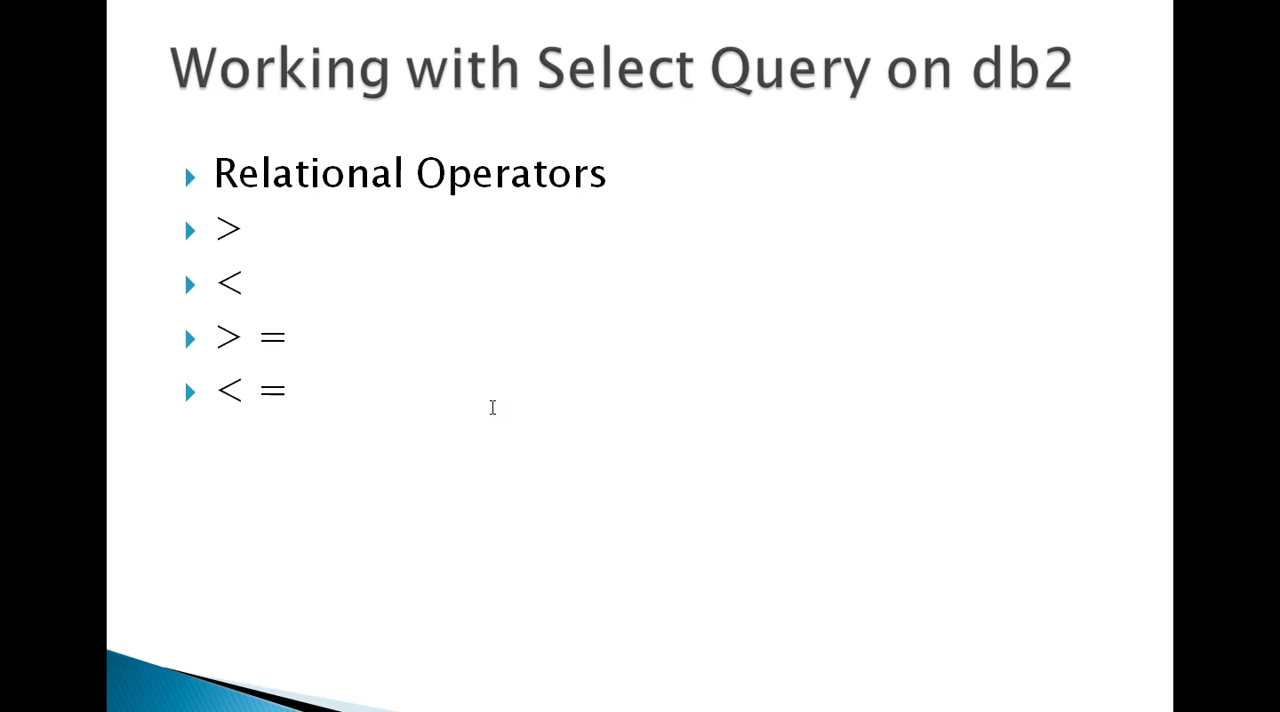 Working with Select Query on db2
Relational Operators
>
<
> =
< =